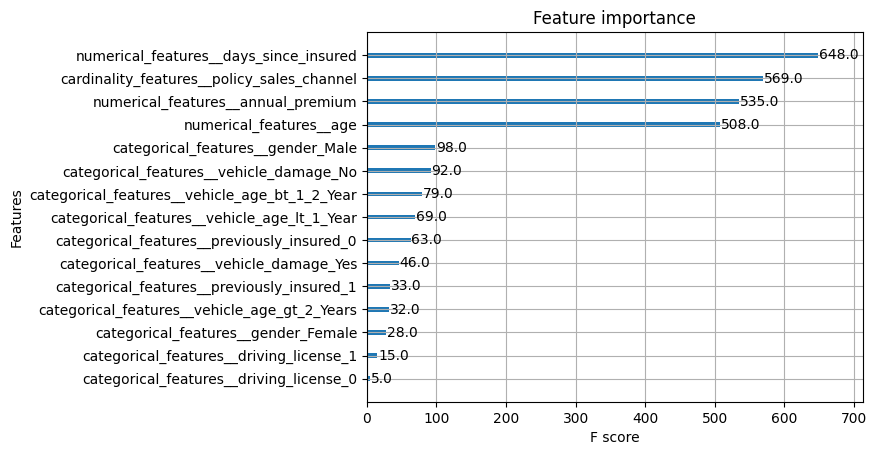 Feature importance
Features
numerical_features__days_since_insured 648.0
cardinality_features__policy_sales_channel 569.0
numerical_features__annual_premium 535.0
numerical_features__age 508.0
categorical_features__gender_Male 98.0
categorical_features__vehicle_damage_No 92.0
categorical_features__vehicle_age_bt_1_2_Year 79.0
categorical_features__vehicle_age_lt_1_Year 69.0
categorical_features__previously_insured_0 63.0
categorical_features__vehicle_damage_Yes 46.0
categorical_features__previously_insured_1 33.0
categorical_features__vehicle_age_gt_2_Years 32.0
categorical_features__gender_Female 28.0
categorical_features__driving_license_1 15.0
categorical_features__driving_license_0 5.0
0 100 200 300 400 500 600 700
F score